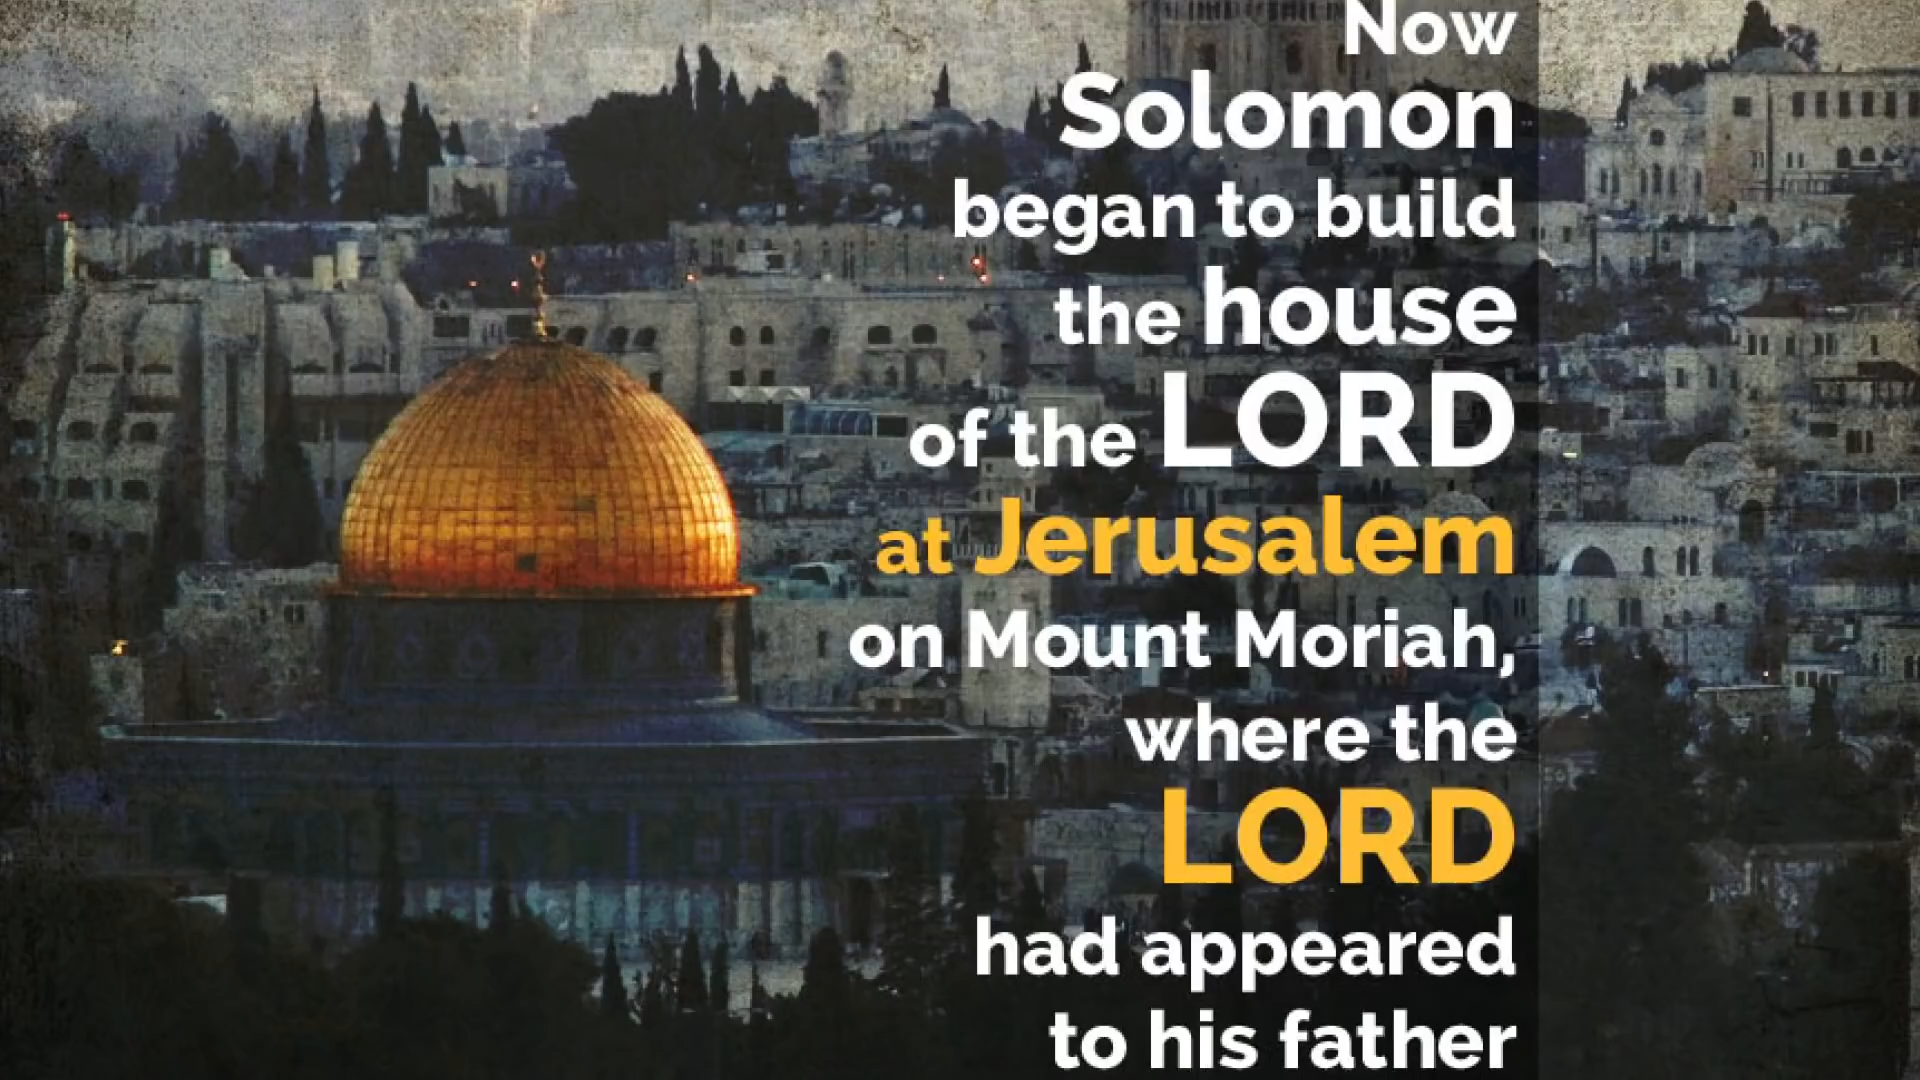 Now
Solomon
began to build
the house
of the LORD
at Jerusalem
on Mount Moriah,
where the
LORD
had appeared
to his father